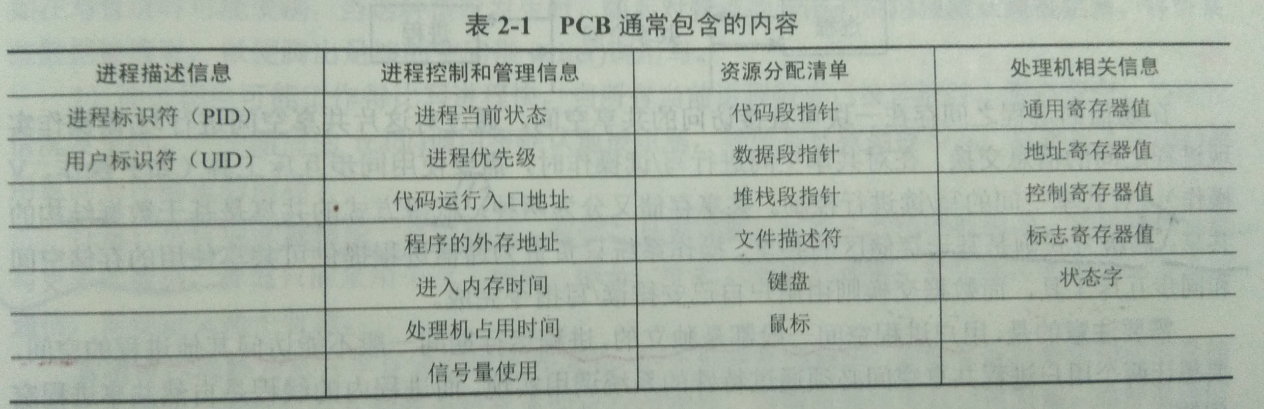 表 2-1 PCB 通常包含的内容
进程描述信息 进程控制和管理信息 资源分配清单 处理机相关信息
进程标识符（PID） 进程当前状态 代码段指针 通用寄存器值
用户标识符（UID） 进程优先级 数据段指针 地址寄存器值
代码运行入口地址 堆栈段指针 控制寄存器值
程序的外存地址 文件描述符 标志寄存器值
进入内存时间 键盘 状态字
处理机占用时间 鼠标
信号量使用